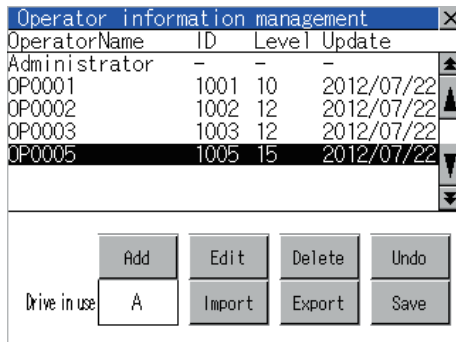 Operator information management
OperatorName ID Level Update
Administrator - - -
OP0001 1001 10 2012/07/22
OP0002 1002 12 2012/07/22
OP0003 1003 12 2012/07/22
OP0005 1005 15 2012/07/22
Add Edit Delete Undo
Drive in use A Import Export Save